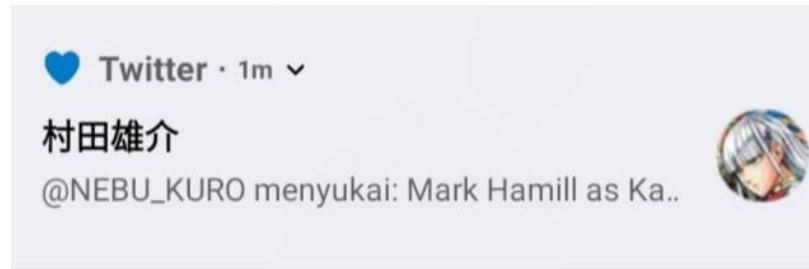 Twitter · 1m
村田雄介
@NEBU_KURO menyukai: Mark Hamill as Ka..